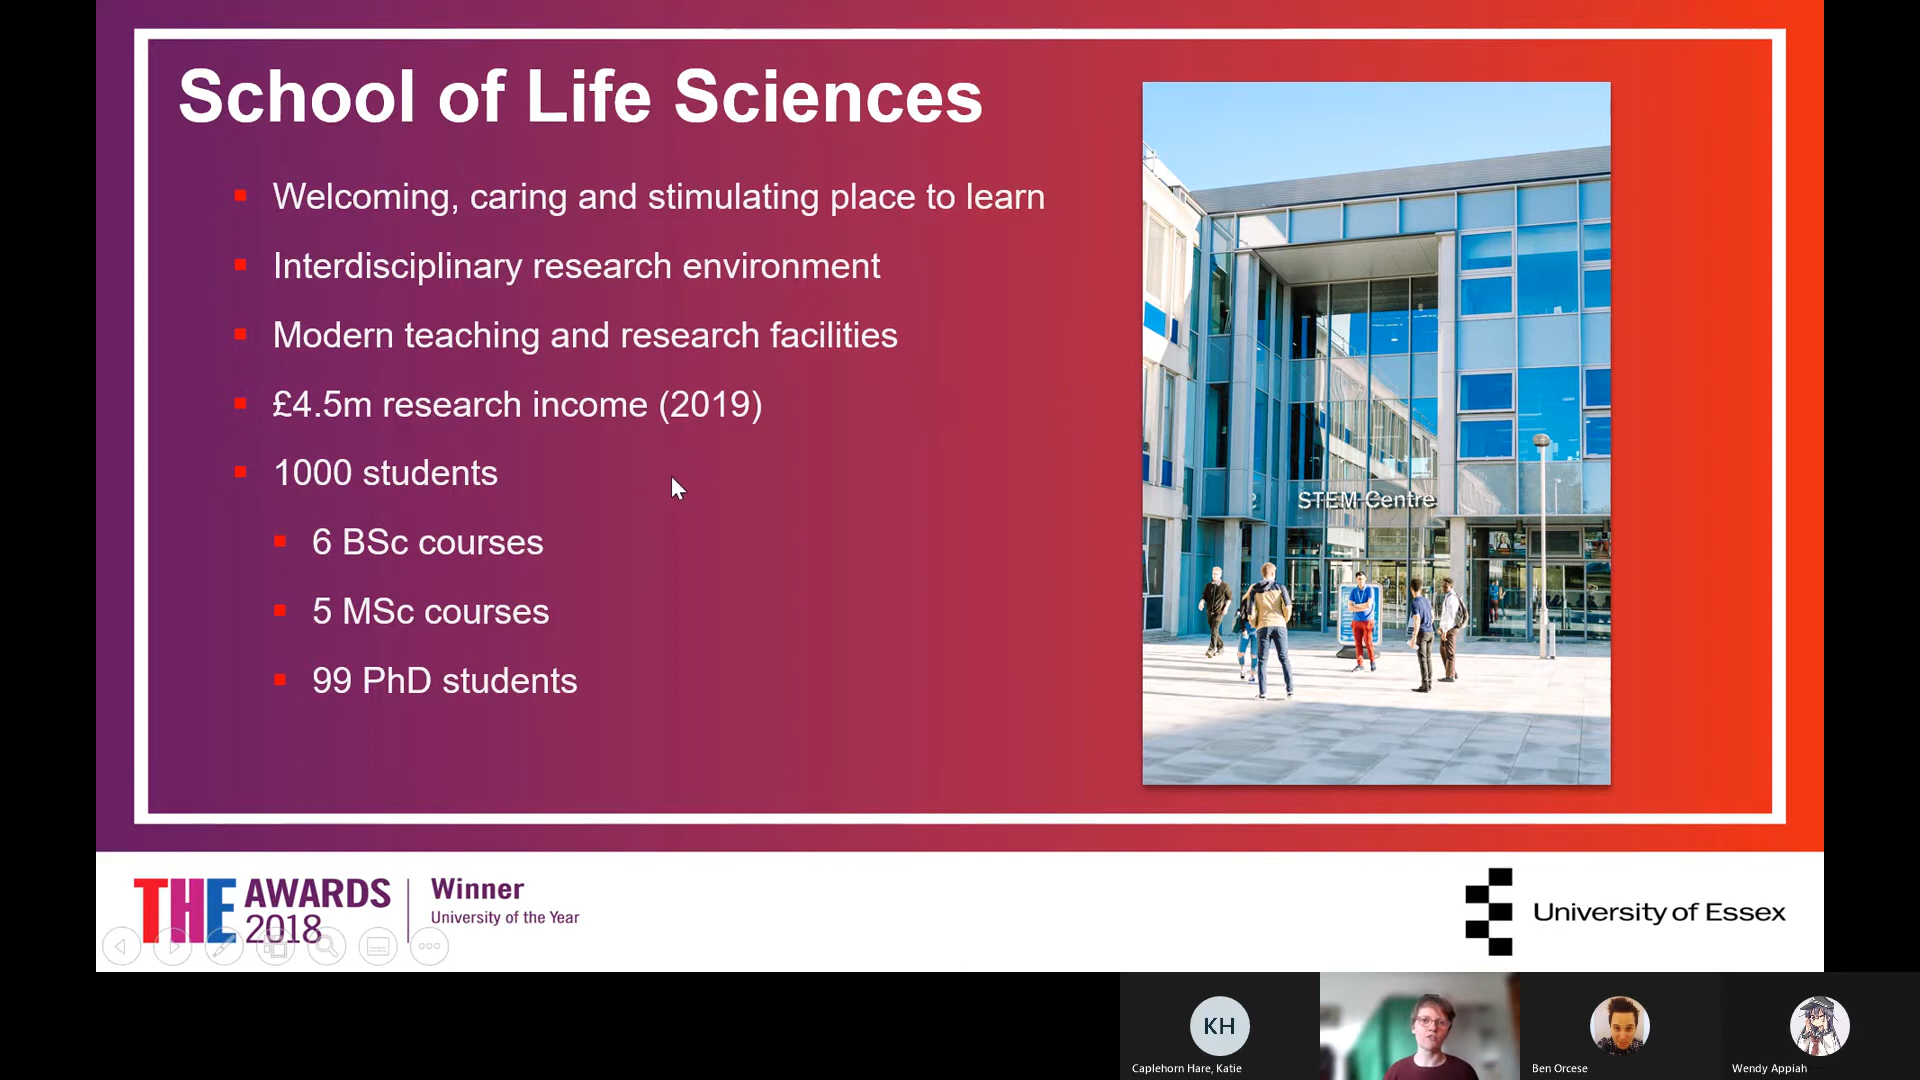 School of Life Sciences
Welcoming, caring and stimulating place to learn
Interdisciplinary research environment
Modern teaching and research facilities
£4.5m research income (2019)
1000 students
6 BSc courses
5 MSc courses
99 PhD students
STEM Centre
THE AWARDS 2018
Winner
University of the Year
University of Essex
KH
Caplehorn Hare, Katie
Ben Orcese
Wendy Appiah